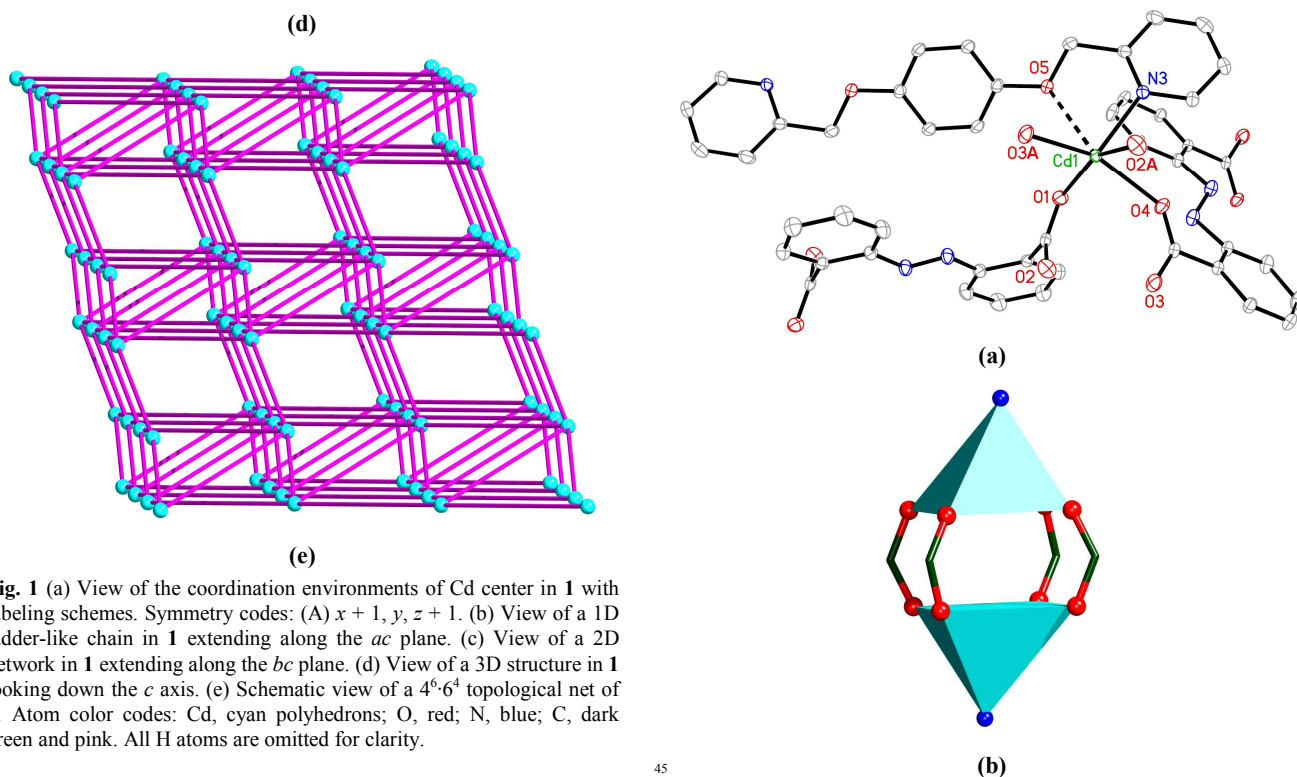 (d)
(e)
ig. 1 (a) View of the coordination environments of Cd center in 1 with
abeling schemes. Symmetry codes: (A) x + 1, y, z + 1. (b) View of a 1D
adder-like chain in 1 extending along the ac plane. (c) View of a 2D
etwork in 1 extending along the bc plane. (d) View of a 3D structure in 1
ooking down the c axis. (e) Schematic view of a 4⁶·6⁴ topological net of
. Atom color codes: Cd, cyan polyhedrons; O, red; N, blue; C, dark
reen and pink. All H atoms are omitted for clarity.
45
O5
N3
O3A
Cd1
O2A
O1
O4
O2
O3
(a)
(b)